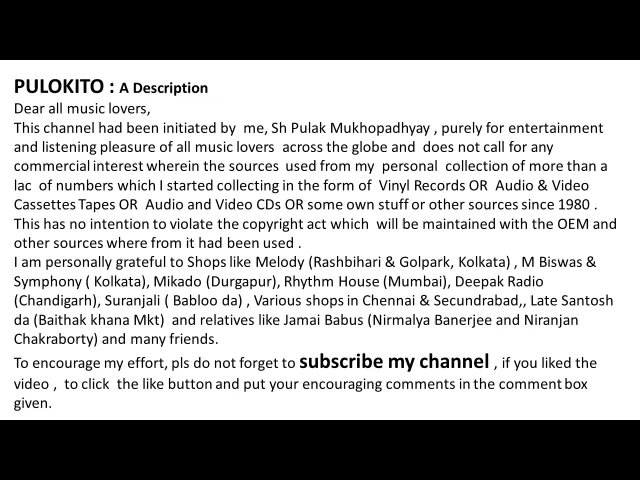 PULOKITO : A Description
Dear all music lovers,
This channel had been initiated by me, Sh Pulak Mukhopadhyay , purely for entertainment
and listening pleasure of all music lovers across the globe and does not call for any
commercial interest wherein the sources used from my personal collection of more than a
lac of numbers which I started collecting in the form of Vinyl Records OR Audio & Video
Cassettes Tapes OR Audio and Video CDs OR some own stuff or other sources since 1980 .
This has no intention to violate the copyright act which will be maintained with the OEM and
other sources where from it had been used .
I am personally grateful to Shops like Melody (Rashbihari & Golpark, Kolkata) , M Biswas &
Symphony ( Kolkata), Mikado (Durgapur), Rhythm House (Mumbai), Deepak Radio
(Chandigarh), Suranjali ( Babloo da) , Various shops in Chennai & Secundrabad,, Late Santosh
da (Baithak khana Mkt) and relatives like Jamai Babus (Nirmalya Banerjee and Niranjan
Chakraborty) and many friends.
To encourage my effort, pls do not forget to subscribe my channel , if you liked the
video , to click the like button and put your encouraging comments in the comment box
given.